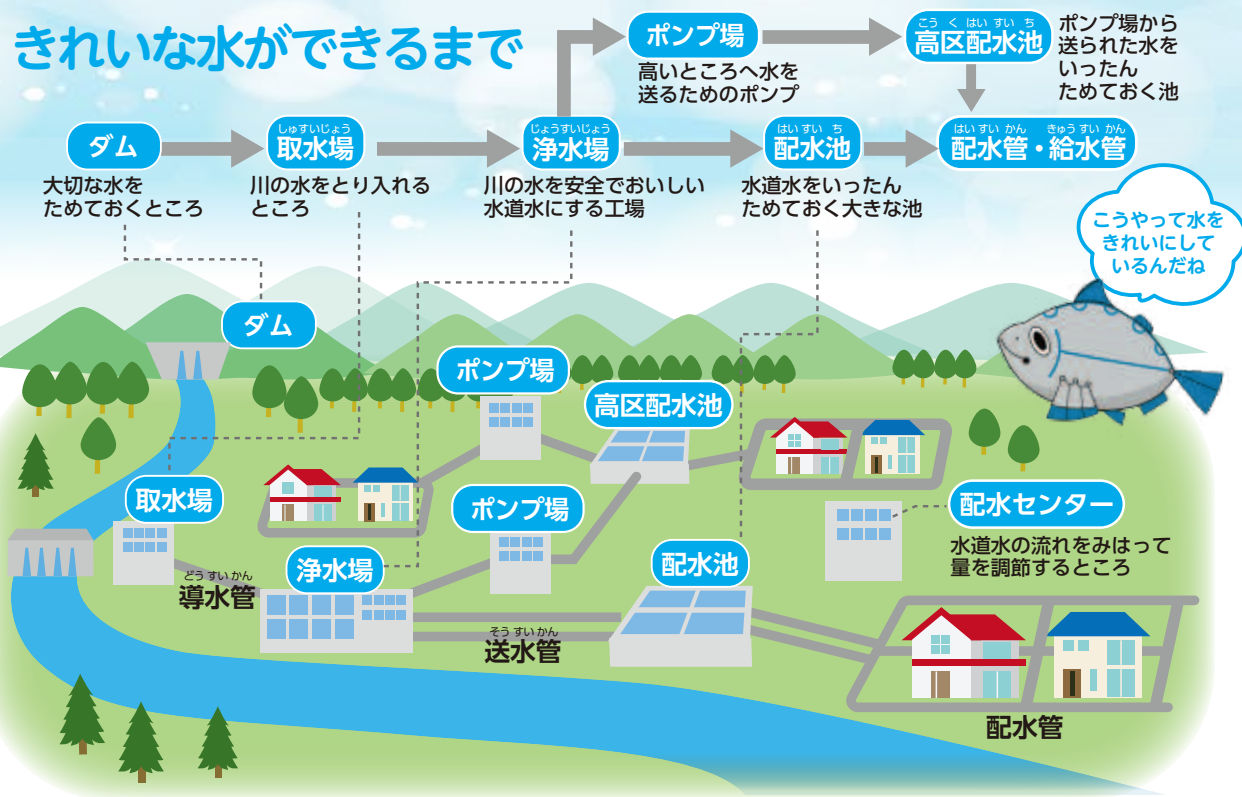 きれいな水ができるまで
ポンプ場
高いところへ水を
送るためのポンプ
こうくはいすいち
高区配水池
ポンプ場から
送られた水を
いったん
ためておく池
ダム
大切な水を
ためておくところ
しゅすいじょう
取水場
川の水をとり入れる
ところ
じょうすいじょう
浄水場
川の水を安全でおいしい
水道水にする工場
はいすいち
配水池
水道水をいったん
ためておく大きな池
はいすいかん きゅうすいかん
配水管・給水管
こうやって水を
きれいにして
いるんだね
ダム
ポンプ場
高区配水池
取水場
ポンプ場
配水センター
水道水の流れをみはって
量を調節するところ
浄水場
配水池
どうすいかん
導水管
そうすいかん
送水管
配水管